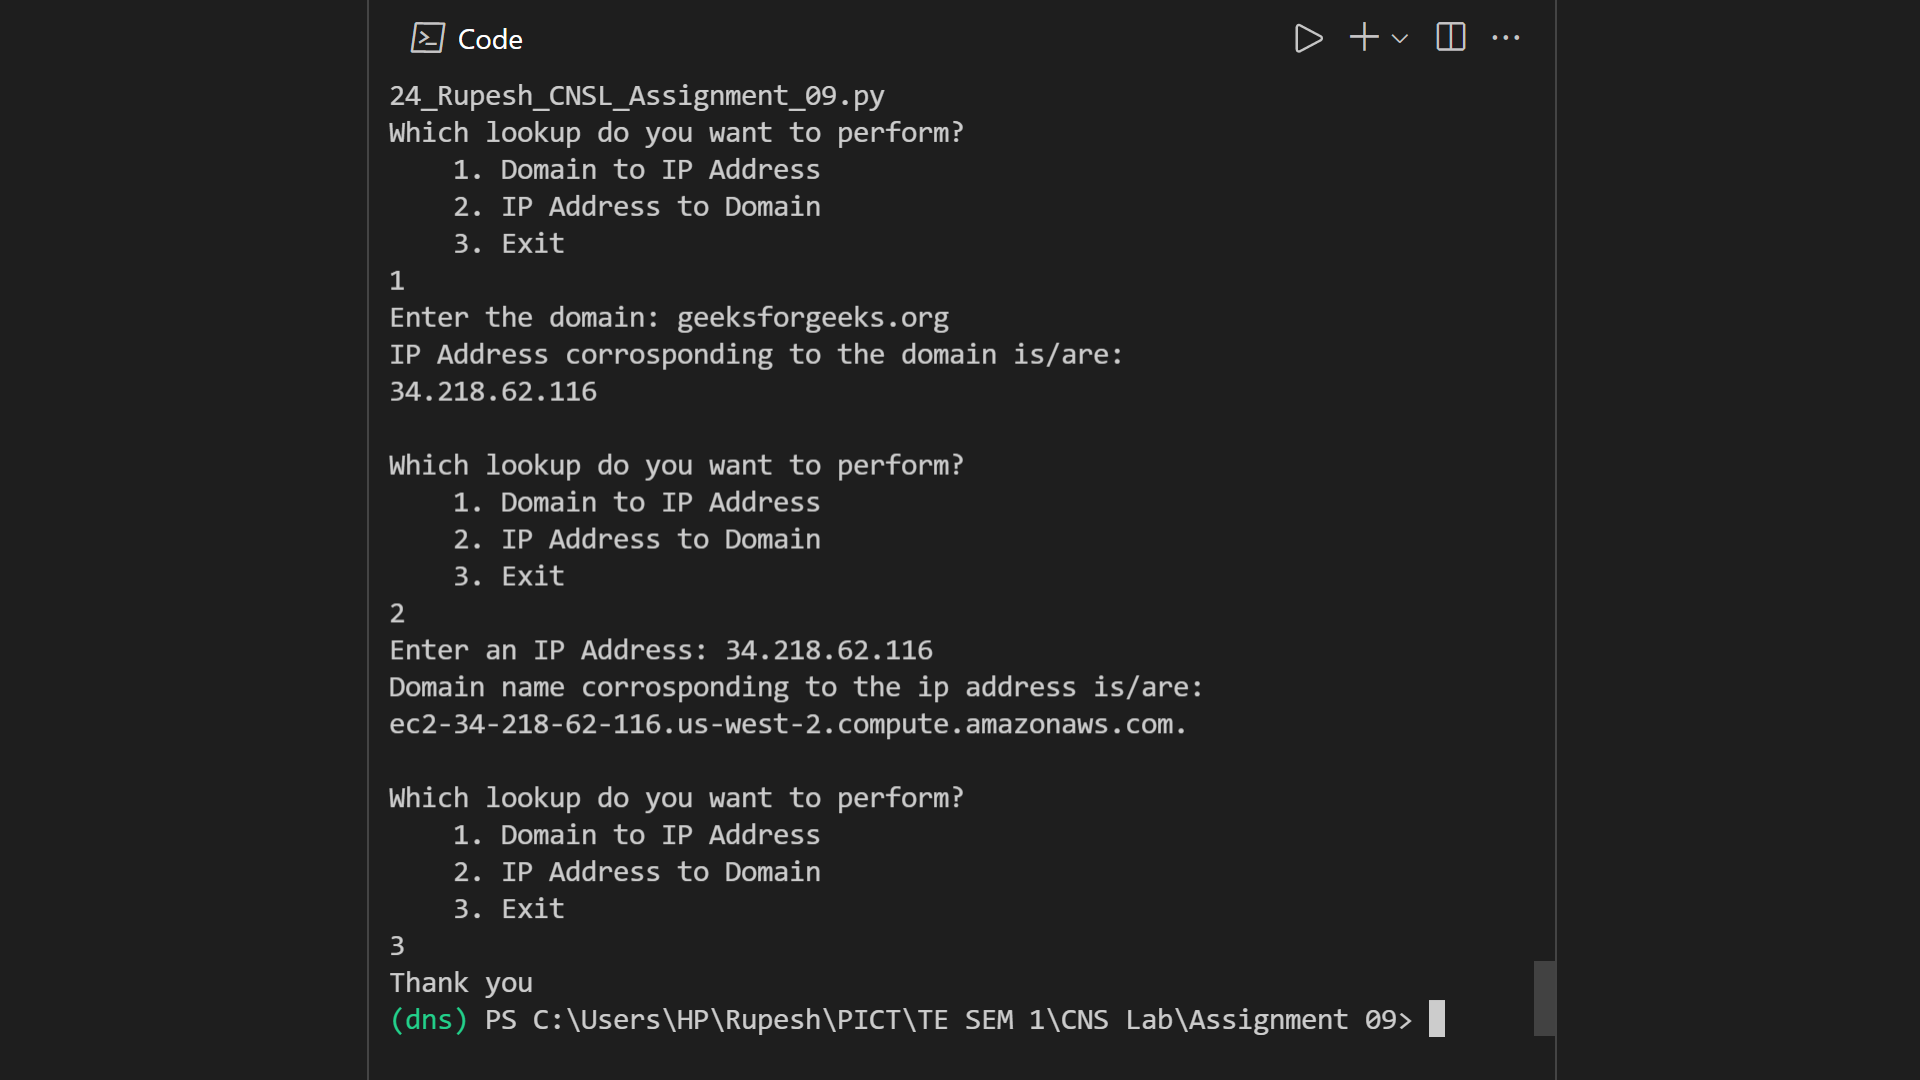 Code
24_Rupesh_CNSL_Assignment_09.py
Which lookup do you want to perform?
    1. Domain to IP Address
    2. IP Address to Domain
    3. Exit
1
Enter the domain: geeksforgeeks.org
IP Address corrosponding to the domain is/are:
34.218.62.116

Which lookup do you want to perform?
    1. Domain to IP Address
    2. IP Address to Domain
    3. Exit
2
Enter an IP Address: 34.218.62.116
Domain name corrosponding to the ip address is/are:
ec2-34-218-62-116.us-west-2.compute.amazonaws.com.

Which lookup do you want to perform?
    1. Domain to IP Address
    2. IP Address to Domain
    3. Exit
3
Thank you
(dns) PS C:\Users\HP\Rupesh\PICT\TE SEM 1\CNS Lab\Assignment 09>